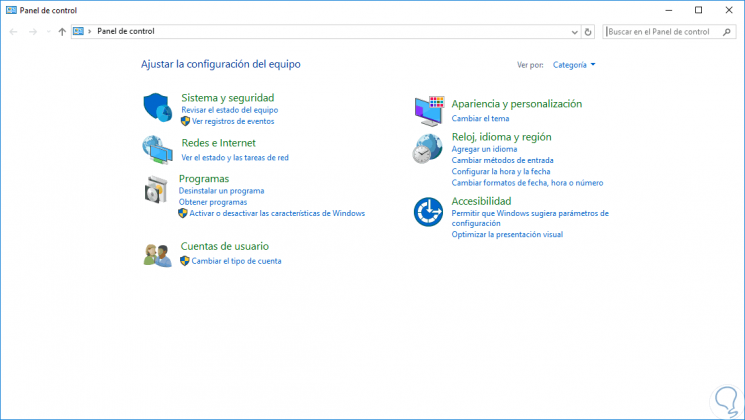 Panel de control
Panel de control
Buscar en el Panel de control
Ajustar la configuración del equipo
Ver por: Categoría
Sistema y seguridad
Revisar el estado del equipo
Ver registros de eventos
Redes e Internet
Ver el estado y las tareas de red
Programas
Desinstalar un programa
Obtener programas
Activar o desactivar las características de Windows
Cuentas de usuario
Cambiar el tipo de cuenta
Apariencia y personalización
Cambiar el tema
Reloj, idioma y región
Agregar un idioma
Cambiar métodos de entrada
Configurar la hora y la fecha
Cambiar formatos de fecha, hora o número
Accesibilidad
Permitir que Windows sugiera parámetros de
configuración
Optimizar la presentación visual